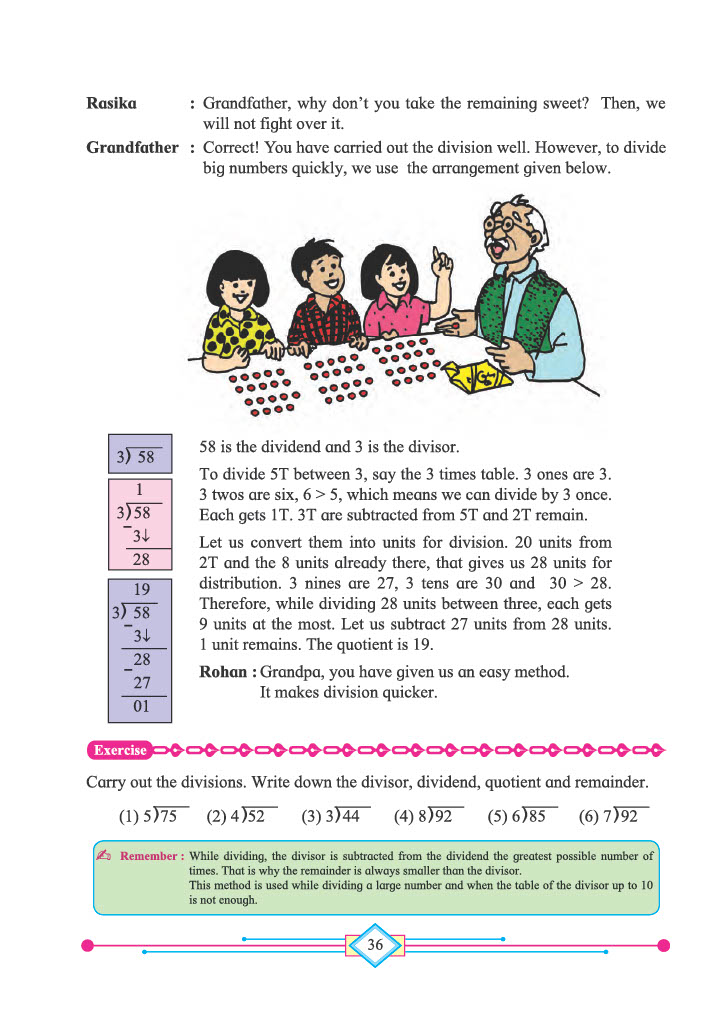 Rasika : Grandfather, why don’t you take the remaining sweet? Then, we
will not fight over it.
Grandfather : Correct! You have carried out the division well. However, to divide
big numbers quickly, we use the arrangement given below.
3) 58
58 is the dividend and 3 is the divisor.
To divide 5T between 3, say the 3 times table. 3 ones are 3.
3 twos are six, 6 > 5, which means we can divide by 3 once.
Each gets 1T. 3T are subtracted from 5T and 2T remain.
1
3)58
−
3↓
28
Let us convert them into units for division. 20 units from
2T and the 8 units already there, that gives us 28 units for
distribution. 3 nines are 27, 3 tens are 30 and 30 > 28.
Therefore, while dividing 28 units between three, each gets
9 units at the most. Let us subtract 27 units from 28 units.
1 unit remains. The quotient is 19.
19
3) 58
−
3↓
28
−
27
01
Rohan : Grandpa, you have given us an easy method.
It makes division quicker.
Exercise
Carry out the divisions. Write down the divisor, dividend, quotient and remainder.
(1) 5)75 (2) 4)52 (3) 3)44 (4) 8)92 (5) 6)85 (6) 7)92
✍ Remember : While dividing, the divisor is subtracted from the dividend the greatest possible number of
times. That is why the remainder is always smaller than the divisor.
This method is used while dividing a large number and when the table of the divisor up to 10
is not enough.
36